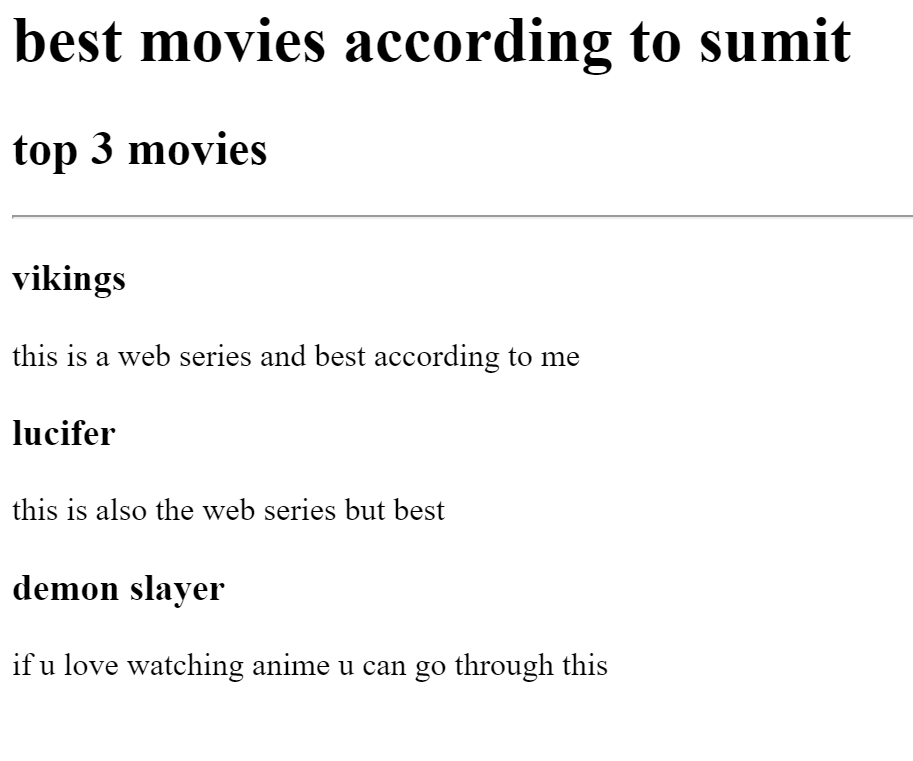 best movies according to sumit
top 3 movies
vikings
this is a web series and best according to me
lucifer
this is also the web series but best
demon slayer
if u love watching anime u can go through this